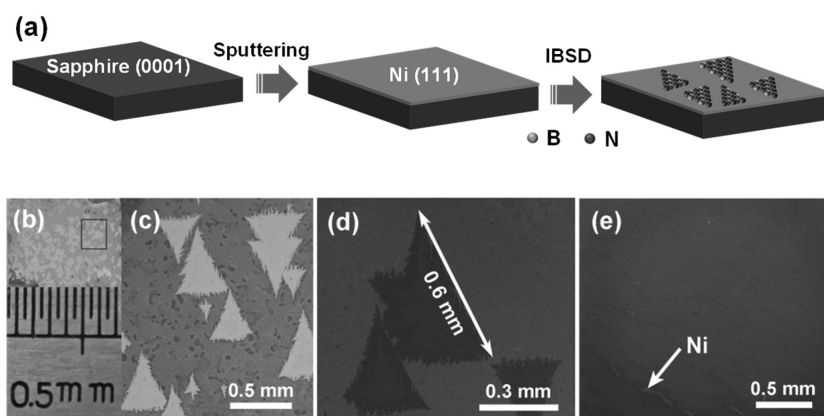 (a)
Sputtering
IBSD
Sapphire (0001)
Ni (111)
B
N
(b)
(c)
(d)
(e)
0.6 mm
Ni
0.5mm
0.5 mm
0.3 mm
0.5 mm